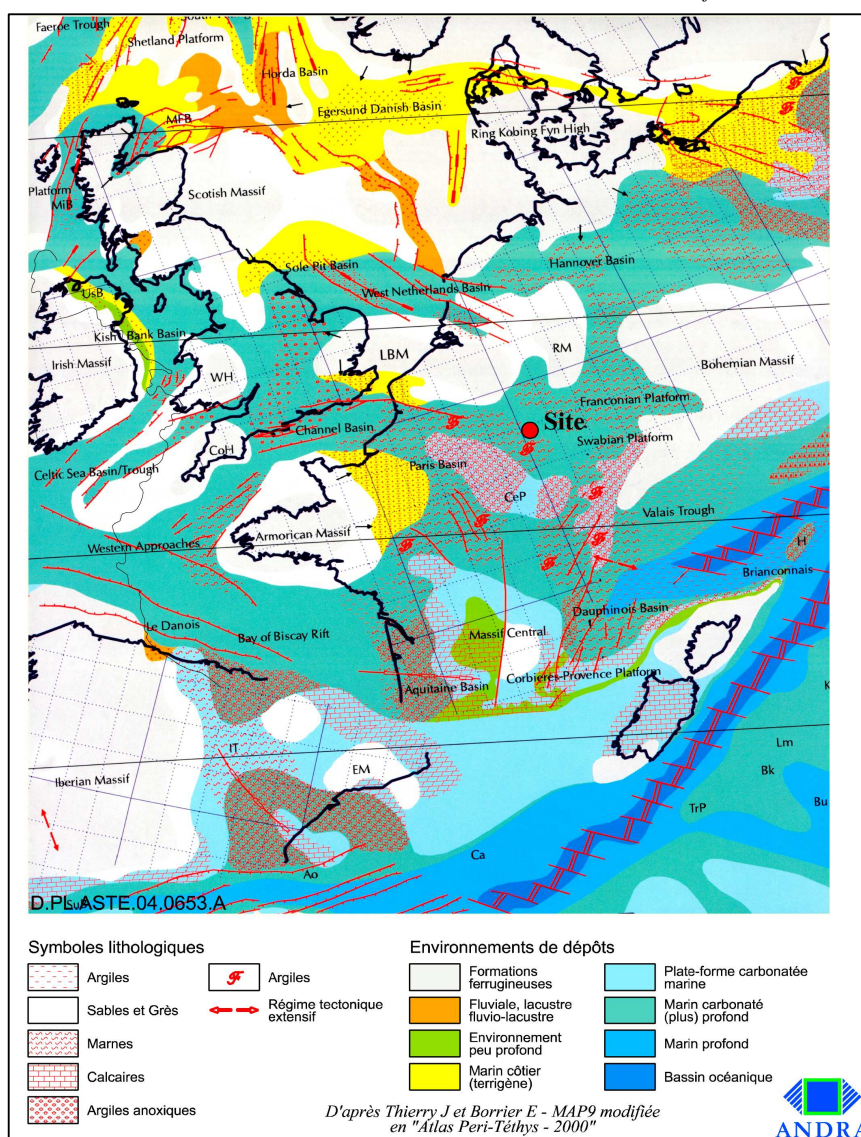 Faeroe Trough
Shetland Platform
Horda Basin
Egersund Danish Basin
MFB
Ring Kobing Fyn High
Scotish Massif
Platform
MiB
Sole Pit Basin
Hannover Basin
West Netherlands Basin
UsB
Kish Bank Basin
Irish Massif
WH
LBM
RM
Bohemian Massif
Franconian Platform
Site
Channel Basin
Swabian Platform
CoH
Paris Basin
Celtic Sea Basin/Trough
CeP
Valais Trough
Armorican Massif
Western Approaches
H
Brianconnais
Le Danois
Bay of Biscay Rift
Dauphinois Basin
Massif Central
Corbières-Provence Platform
Aquitaine Basin
K
IT
Lm
Iberian Massif
EM
Bk
TrP
Bu
Ca
Ao
D.PL.ASTE.04.0653.A
Symboles lithologiques
Argiles
Sables et Grès
Marnes
Calcaires
Argiles anoxiques
Argiles
Régime tectonique
extensif
Environnements de dépôts
Formations
ferrugineuses
Fluviale, lacustre
fluvio-lacustre
Environnement
peu profond
Marin côtier
(terrigène)
Plate-forme carbonatée
marine
Marin carbonaté
(plus) profond
Marin profond
Bassin océanique
D'après Thierry J et Borrier E - MAP9 modifiée
en "Atlas Peri-Téthys - 2000"
ANDRA